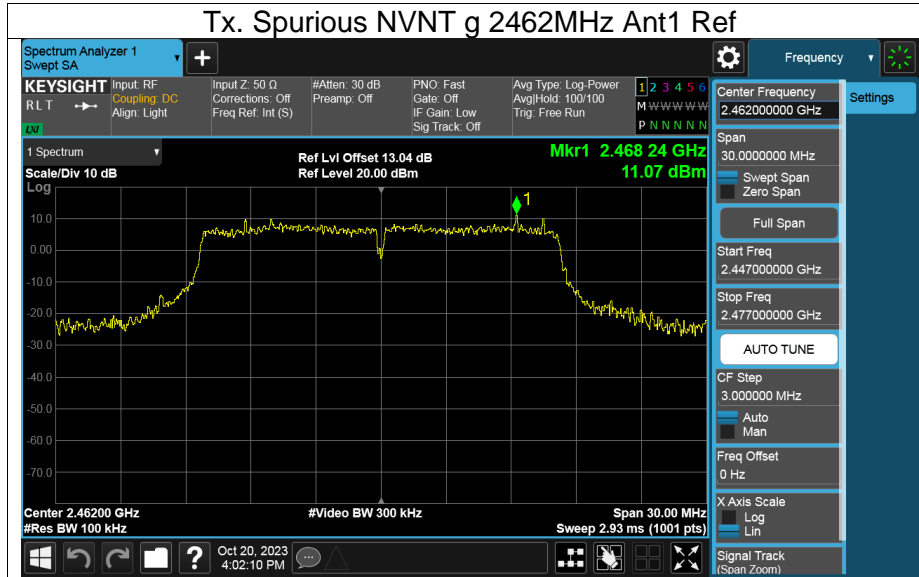 Tx. Spurious NVNT g 2462MHz Ant1 Ref
Spectrum Analyzer 1
Swept SA
Frequency
KEYSIGHT
RLT
LXI
Input: RF
Coupling: DC
Align: Light
Input Z: 50 Ω
Corrections: Off
Freq Ref: Int (S)
#Atten: 30 dB
Preamp: Off
PNO: Fast
Gate: Off
IF Gain: Low
Sig Track: Off
Avg Type: Log-Power
Avg|Hold: 100/100
Trig: Free Run
1 2 3 4 5 6
M W W W W W
P N N N N N
1 Spectrum
Scale/Div 10 dB
Log
Ref Lvl Offset 13.04 dB
Ref Level 20.00 dBm
Mkr1 2.468 24 GHz
11.07 dBm
1
10.0
0.00
-10.0
-20.0
-30.0
-40.0
-50.0
-60.0
-70.0
Center 2.46200 GHz
#Res BW 100 kHz
#Video BW 300 kHz
Span 30.00 MHz
Sweep 2.93 ms (1001 pts)
Center Frequency
2.462000000 GHz
Settings
Span
30.0000000 MHz
Swept Span
Zero Span
Full Span
Start Freq
2.447000000 GHz
Stop Freq
2.477000000 GHz
AUTO TUNE
CF Step
3.000000 MHz
Auto
Man
Freq Offset
0 Hz
X Axis Scale
Log
Lin
Signal Track
(Span Zoom)
?
Oct 20, 2023
4:02:10 PM